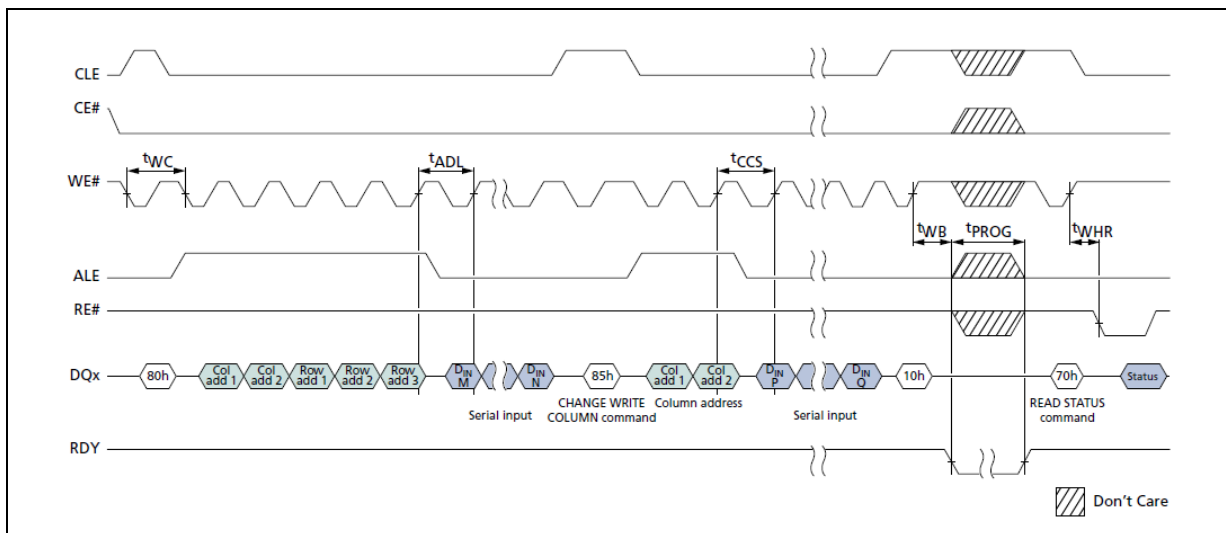 CLE
CE#
tWC
tADL
tCCS
WE#
tWB
tPROG
tWHR
ALE
RE#
DQx
80h
Col add 1
Col add 2
Row add 1
Row add 2
Row add 3
DIN M
DIN N
85h
Col add 1
Col add 2
DIN P
DIN Q
10h
70h
Status
Serial input
CHANGE WRITE
COLUMN command
Column address
Serial input
READ STATUS
command
RDY
Don't Care